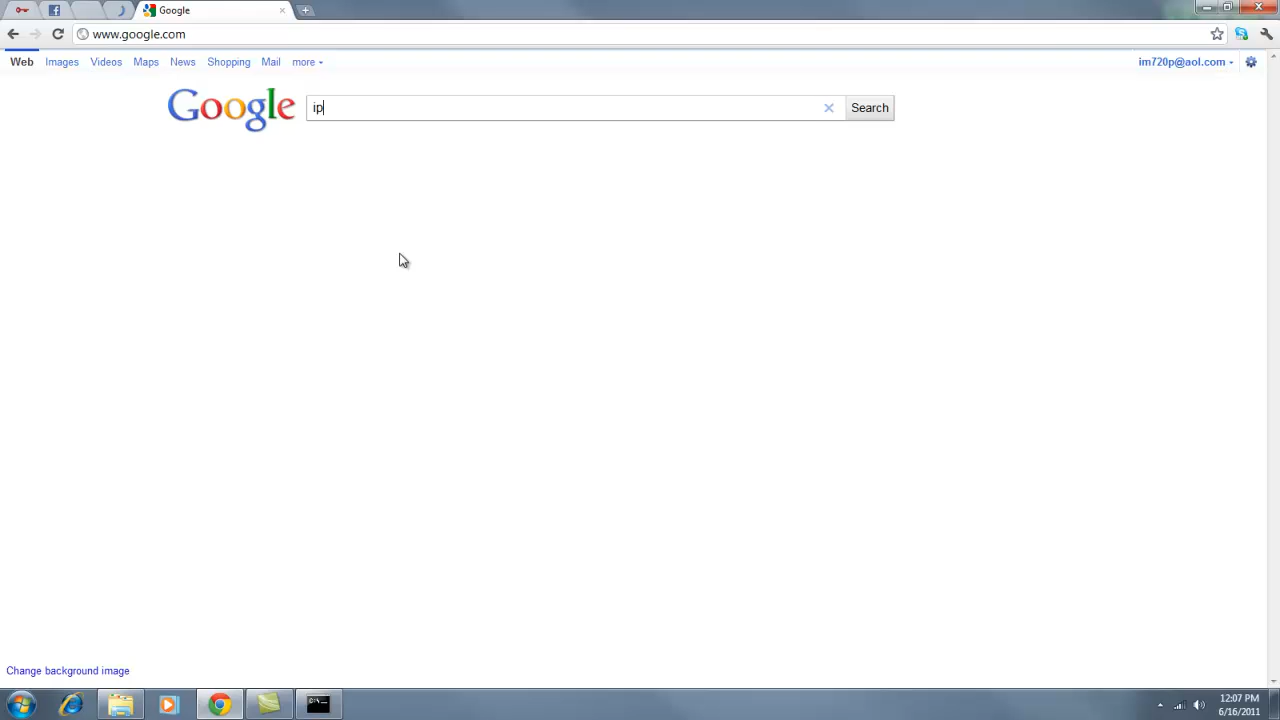 Google
www.google.com
Web Images Videos Maps News Shopping Mail more
im720p@aol.com
Google
ip
Search
Change background image
C:\
12:07 PM
6/16/2011